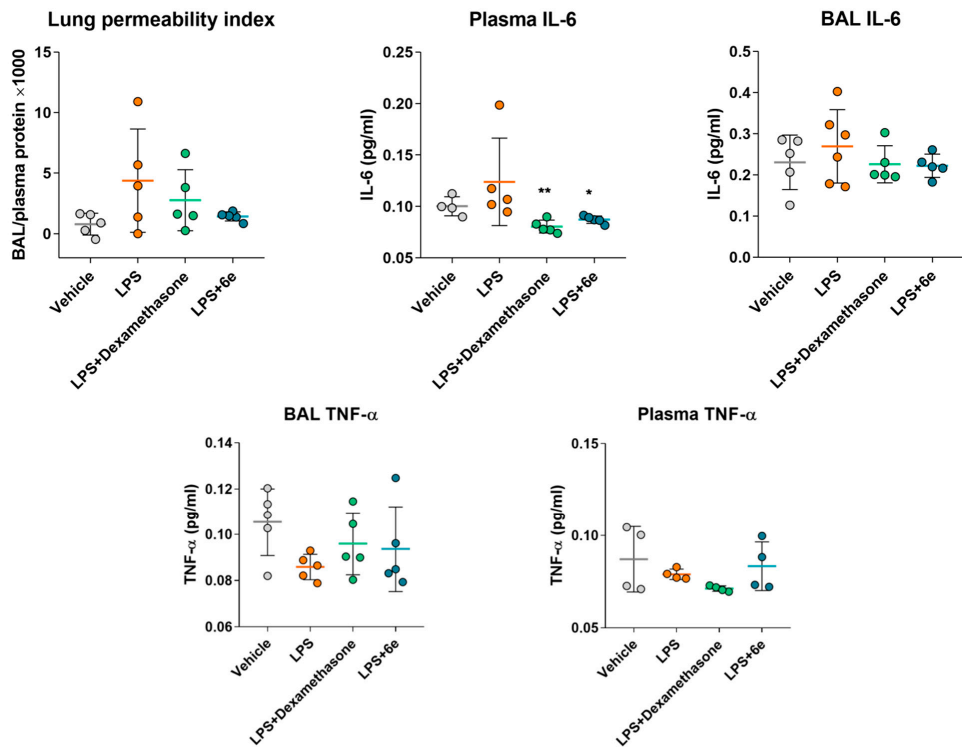 Lung permeability index
Plasma IL-6
BAL IL-6
BAL/plasma protein ×1000
15
10
5
0
Vehicle
LPS
LPS+Dexamethasone
LPS+6e
IL-6 (pg/ml)
0.25
0.20
0.15
0.10
0.05
**
*
Vehicle
LPS
LPS+Dexamethasone
LPS+6e
IL-6 (pg/ml)
0.5
0.4
0.3
0.2
0.1
0.0
Vehicle
LPS
LPS+Dexamethasone
LPS+6e
BAL TNF-α
Plasma TNF-α
TNF-α (pg/ml)
0.14
0.12
0.10
0.08
0.06
Vehicle
LPS
LPS+Dexamethasone
LPS+6e
TNF-α (pg/ml)
0.15
0.10
0.05
Vehicle
LPS
LPS+Dexamethasone
LPS+6e